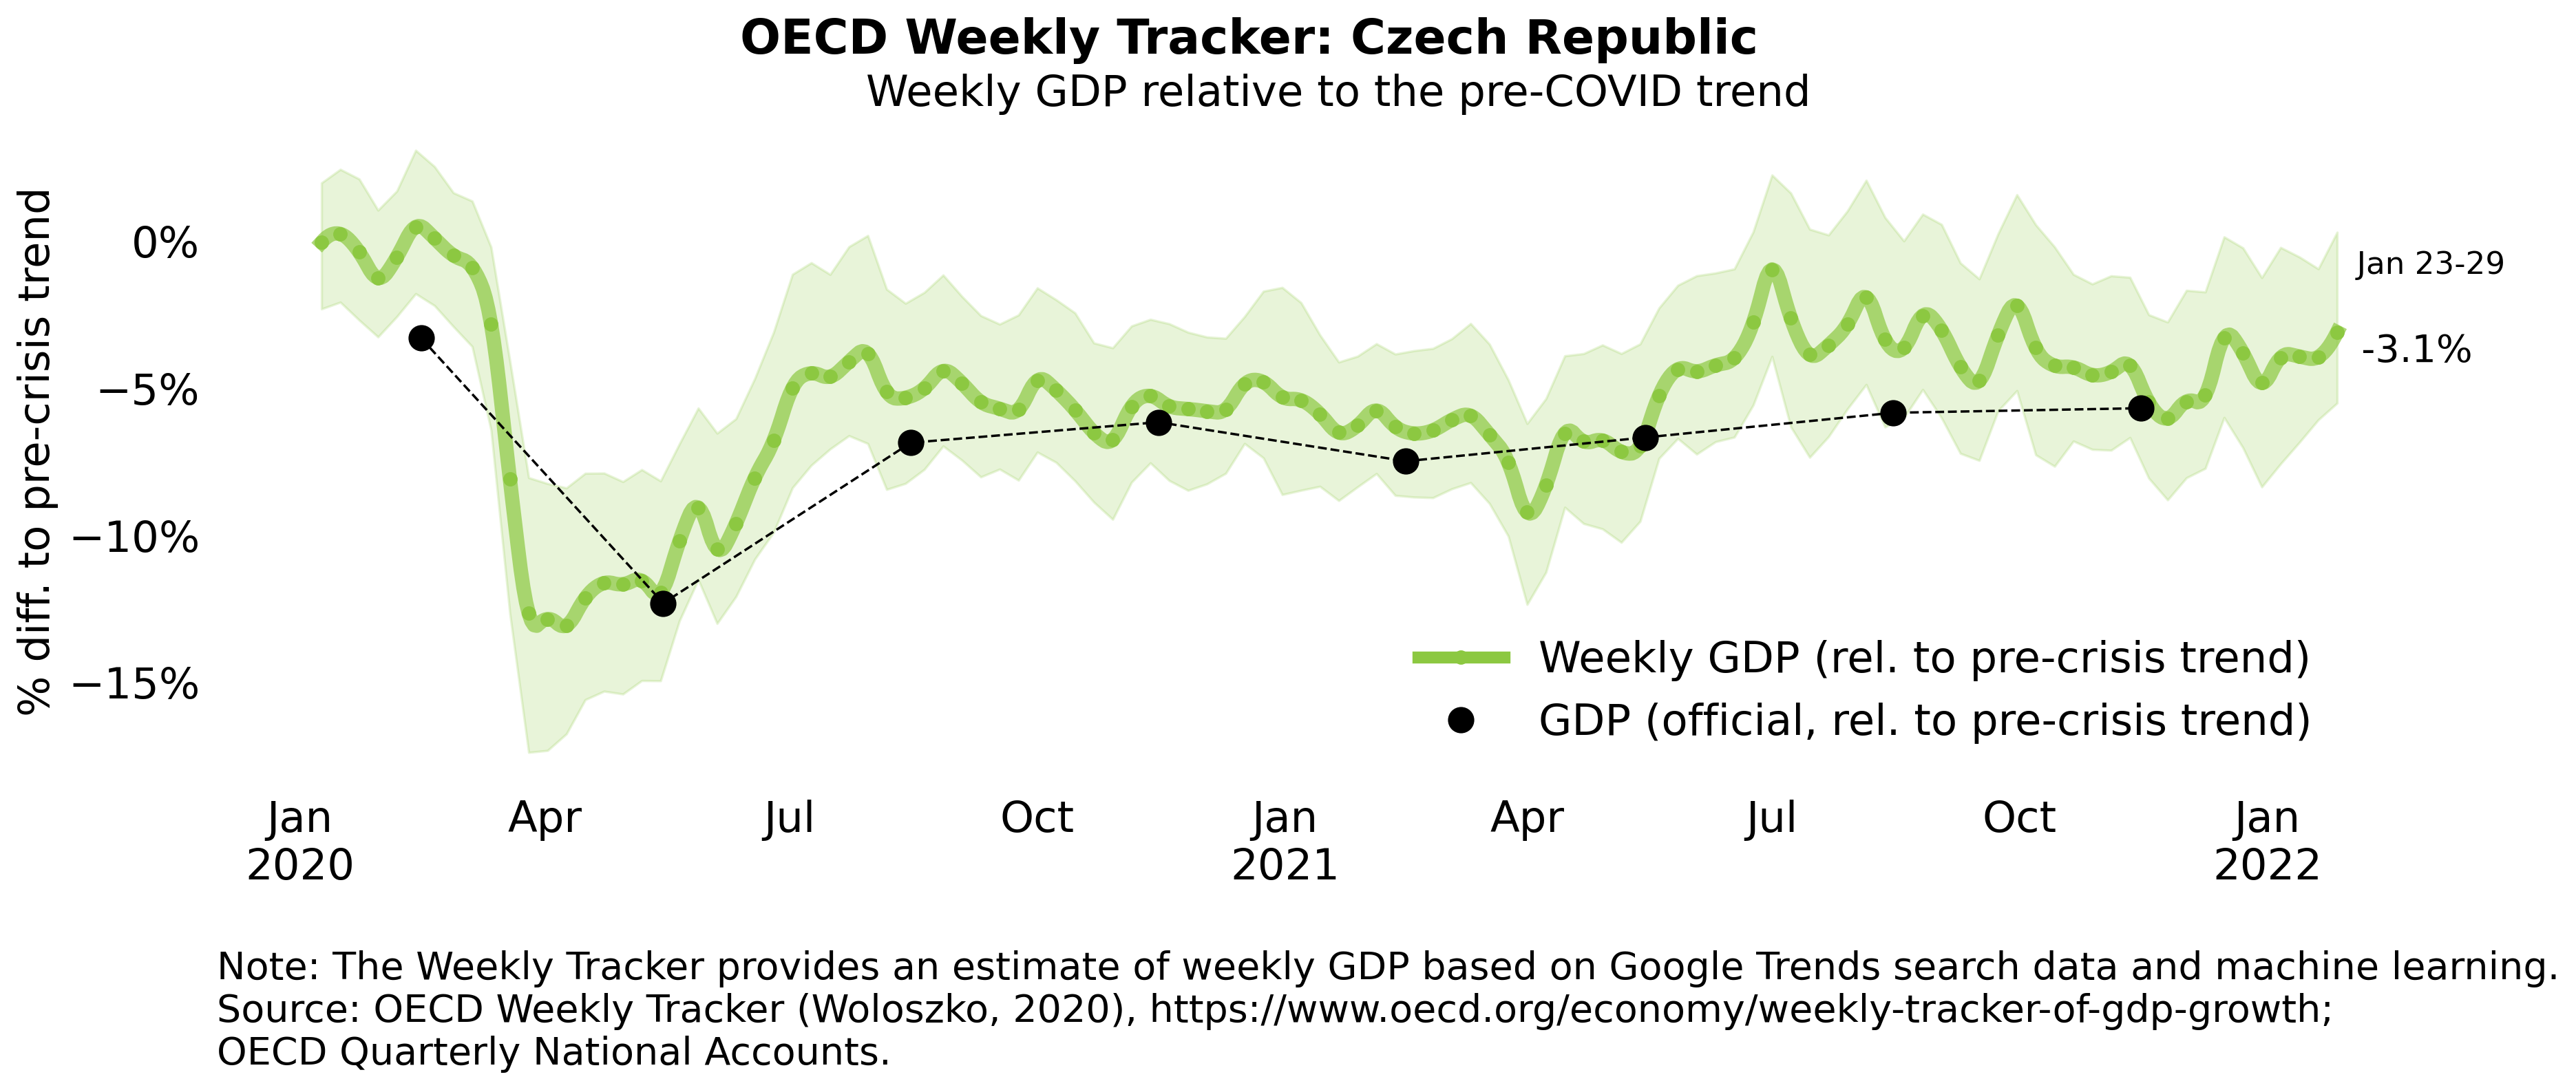 OECD Weekly Tracker: Czech Republic
Weekly GDP relative to the pre-COVID trend
% diff. to pre-crisis trend
0%
−5%
−10%
−15%
Jan 23-29
-3.1%
Weekly GDP (rel. to pre-crisis trend)
GDP (official, rel. to pre-crisis trend)
Jan Apr Jul Oct Jan Apr Jul Oct Jan
2020 2021 2022
Note: The Weekly Tracker provides an estimate of weekly GDP based on Google Trends search data and machine learning.
Source: OECD Weekly Tracker (Woloszko, 2020), https://www.oecd.org/economy/weekly-tracker-of-gdp-growth;
OECD Quarterly National Accounts.